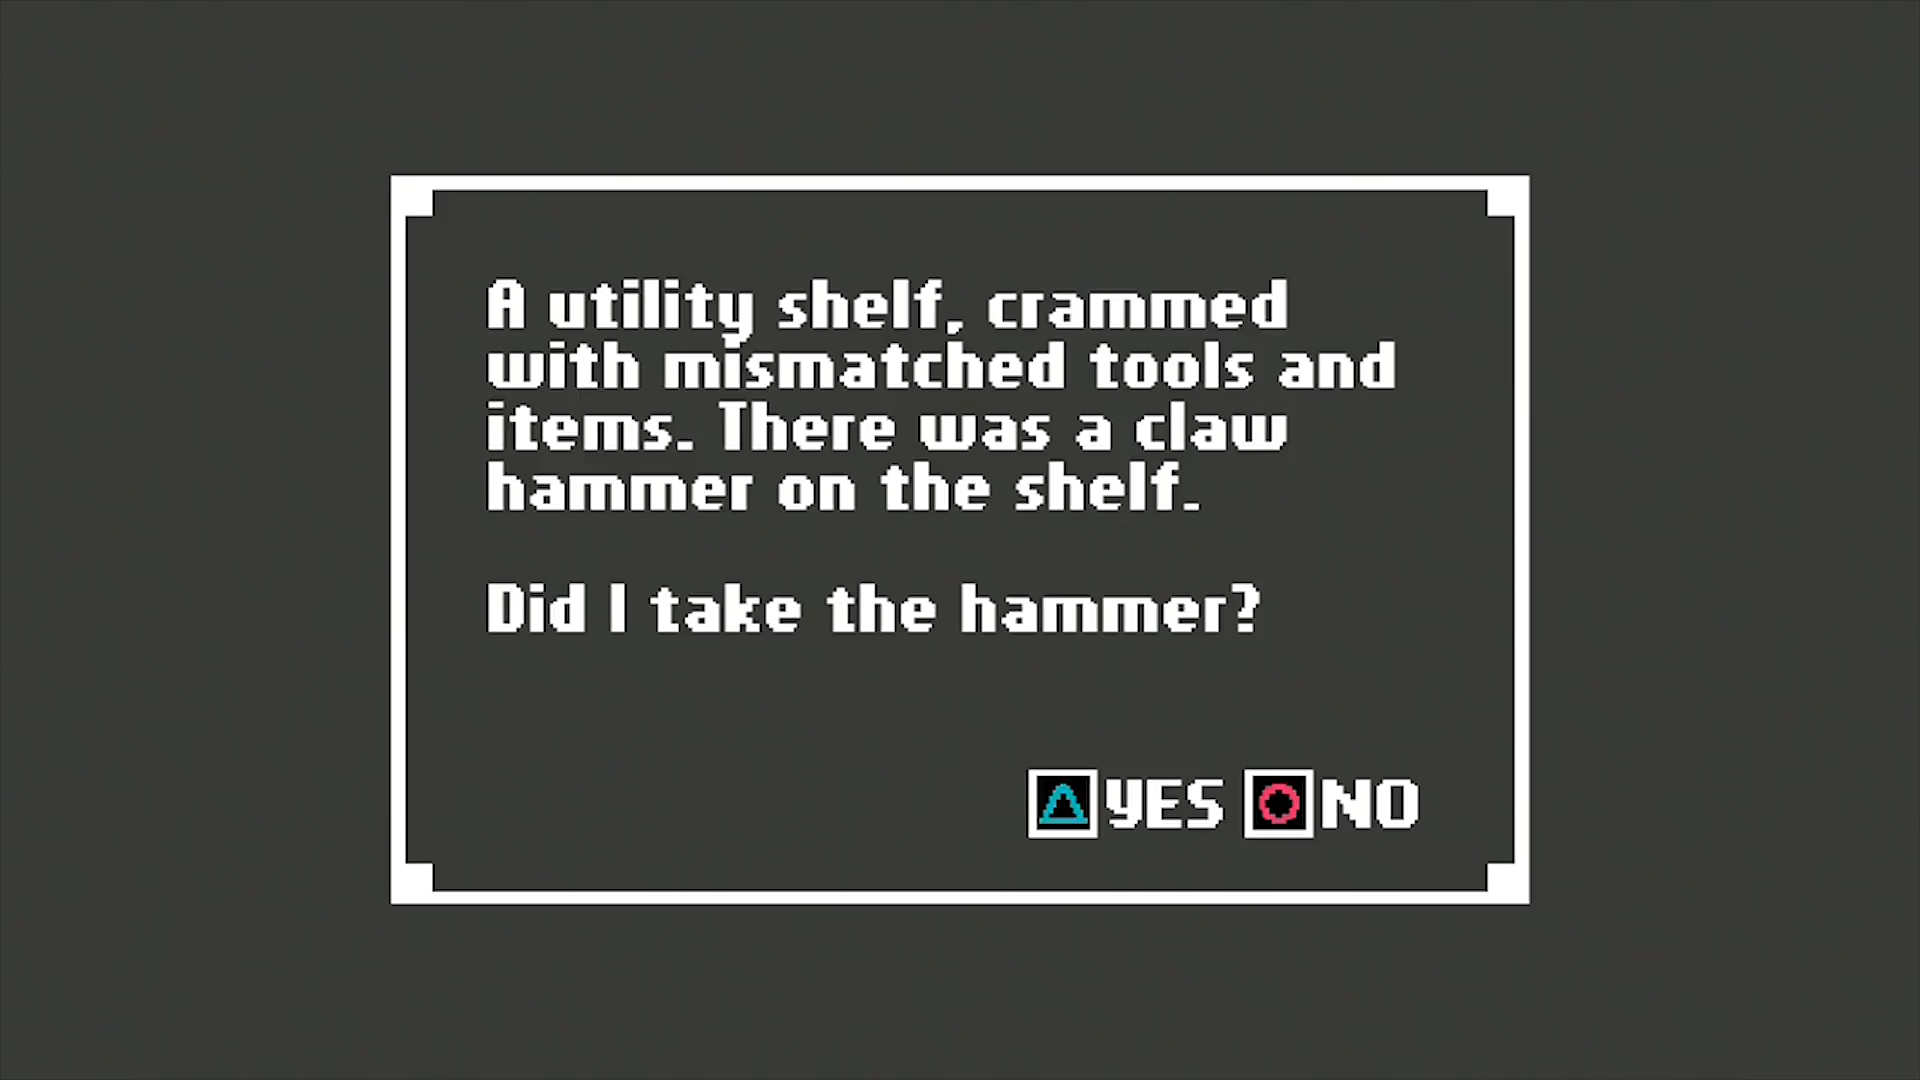 A utility shelf, crammed
with mismatched tools and
items. There was a claw
hammer on the shelf.
Did I take the hammer?
YES NO